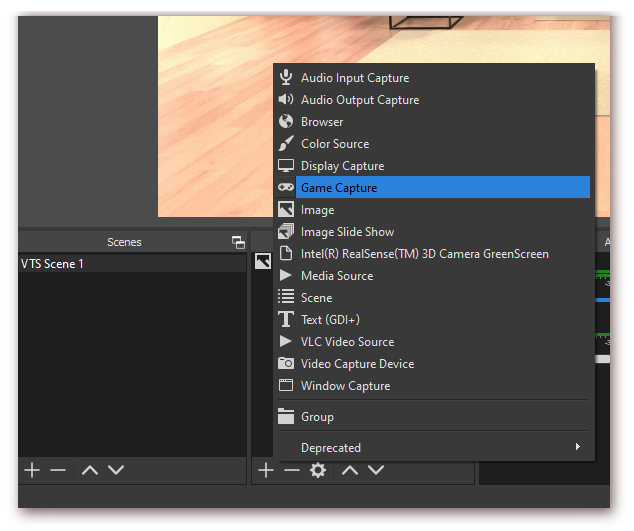 Audio Input Capture
Audio Output Capture
Browser
Color Source
Display Capture
Game Capture
Image
Image Slide Show
Intel(R) RealSense(TM) 3D Camera GreenScreen
Media Source
Scene
Text (GDI+)
VLC Video Source
Video Capture Device
Window Capture
Group
Deprecated
Scenes
VTS Scene 1